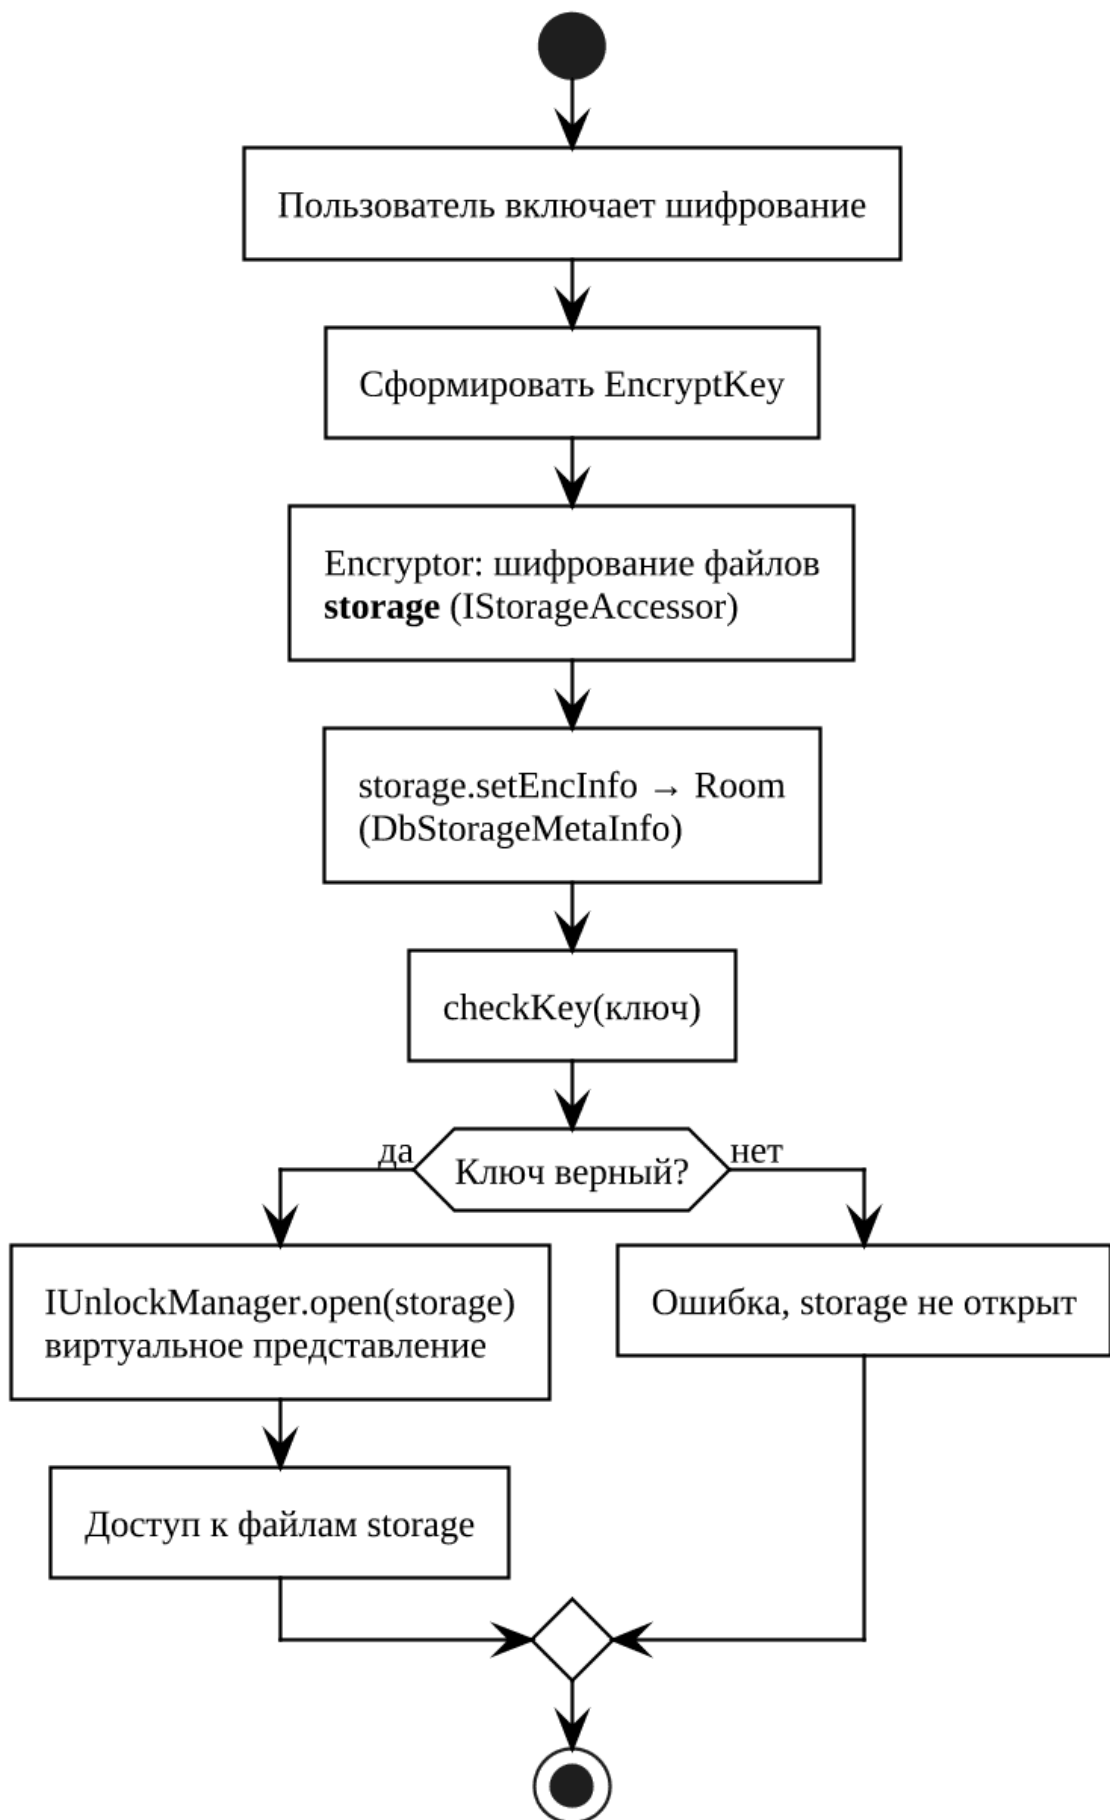 Пользователь включает шифрование
Сформировать EncryptKey
Encryptor: шифрование файлов
storage (IStorageAccessor)
storage.setEncInfo → Room
(DbStorageMetaInfo)
checkKey(ключ)
да
Ключ верный?
нет
IUnlockManager.open(storage)
виртуальное представление
Ошибка, storage не открыт
Доступ к файлам storage